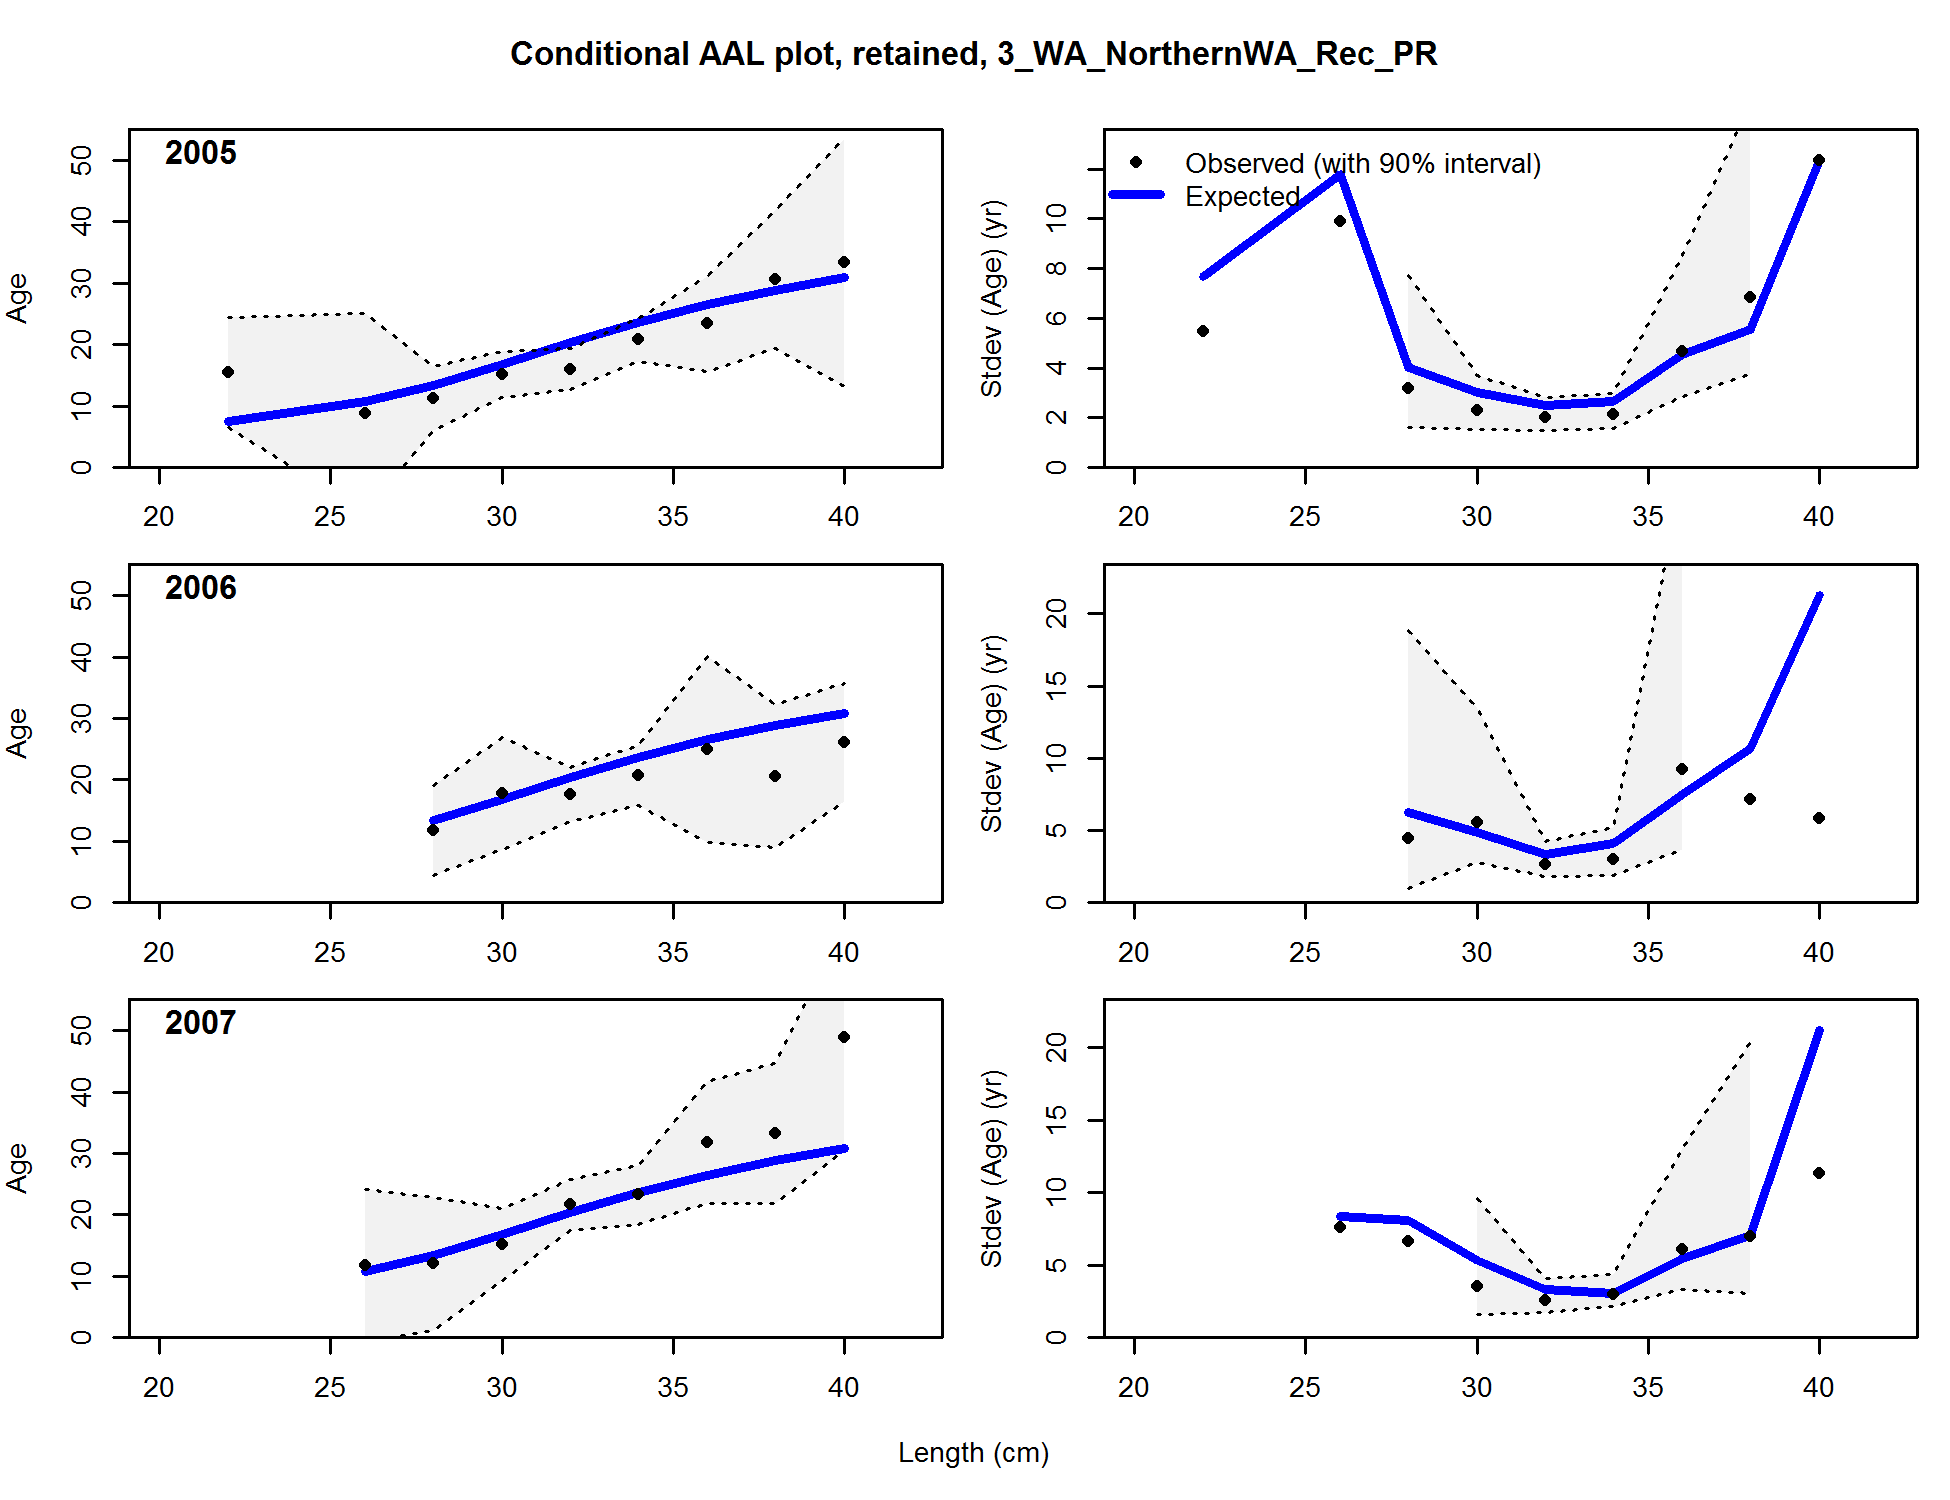 Conditional AAL plot, retained, 3_WA_NorthernWA_Rec_PR
2005
Age
0 10 20 30 40 50
20 25 30 35 40
Observed (with 90% interval)
Expected
Stdev (Age) (yr)
0 2 4 6 8 10
20 25 30 35 40
2006
Age
0 10 20 30 40 50
20 25 30 35 40
Stdev (Age) (yr)
0 5 10 15 20
20 25 30 35 40
2007
Age
0 10 20 30 40 50
20 25 30 35 40
Stdev (Age) (yr)
0 5 10 15 20
20 25 30 35 40
Length (cm)